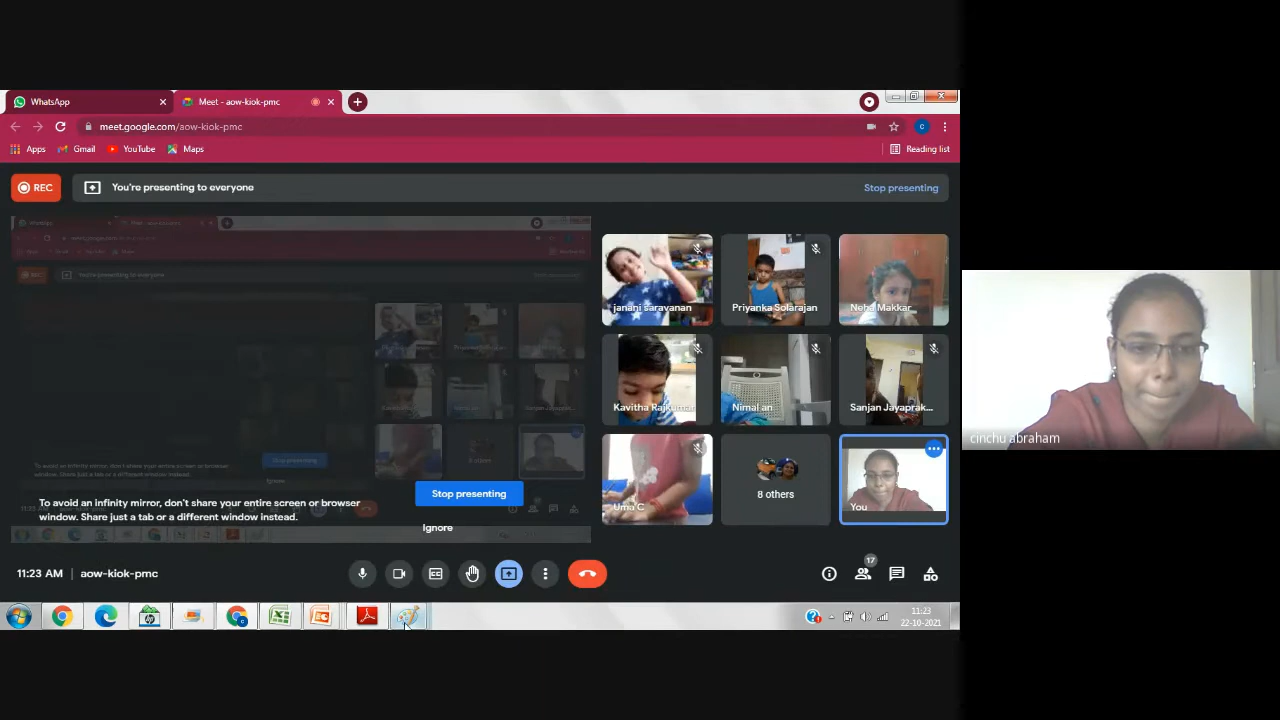 WhatsApp
Meet - aow-kiok-pmc
meet.google.com/aow-kiok-pmc
Apps Gmail YouTube Maps Reading list
REC You're presenting to everyone Stop presenting
janani saravanan Priyanka Solarajan Neha Makkar
Kavitha Rajkumar Nimal an Sanjan Jayaprak...
cinchu abraham
To avoid an infinity mirror, don't share your entire screen or browser
window. Share just a tab or a different window instead.
Stop presenting
Ignore
Uma C 8 others You
11:23 AM aow-kiok-pmc 17
11:23
22-10-2021